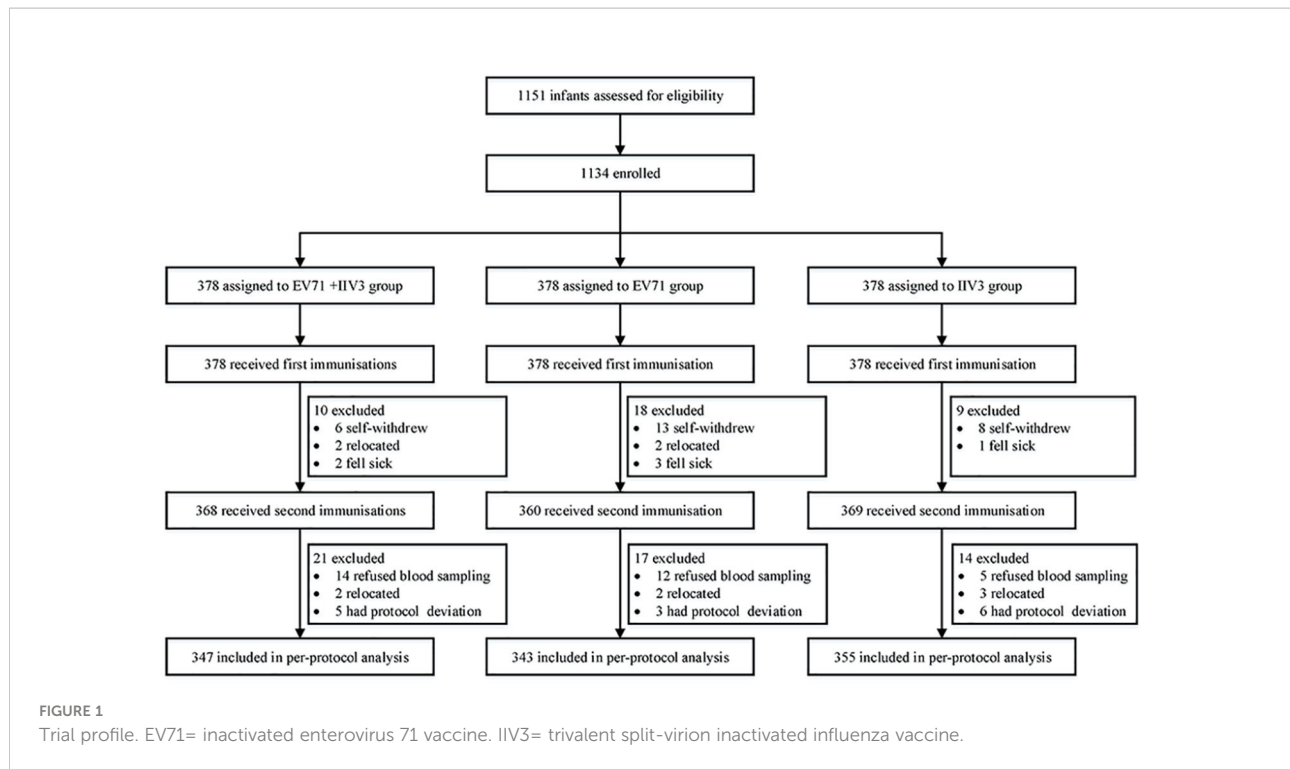 1151 infants assessed for eligibility
1134 enrolled
378 assigned to EV71 +IIV3 group
378 assigned to EV71 group
378 assigned to IIV3 group
378 received first immunisations
378 received first immunisation
378 received first immunisation
10 excluded
• 6 self-withdrew
• 2 relocated
• 2 fell sick
18 excluded
• 13 self-withdrew
• 2 relocated
• 3 fell sick
9 excluded
• 8 self-withdrew
• 1 fell sick
368 received second immunisations
360 received second immunisation
369 received second immunisation
21 excluded
• 14 refused blood sampling
• 2 relocated
• 5 had protocol deviation
17 excluded
• 12 refused blood sampling
• 2 relocated
• 3 had protocol deviation
14 excluded
• 5 refused blood sampling
• 3 relocated
• 6 had protocol deviation
347 included in per-protocol analysis
343 included in per-protocol analysis
355 included in per-protocol analysis
FIGURE 1
Trial profile. EV71= inactivated enterovirus 71 vaccine. IIV3= trivalent split-virion inactivated influenza vaccine.